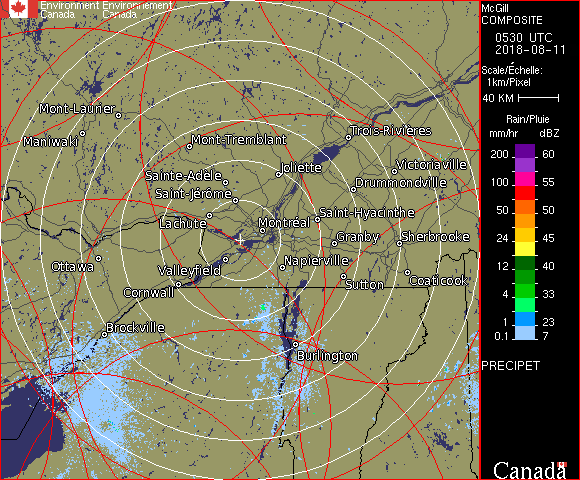 Environment Environnement
Canada Canada
McGill
COMPOSITE
0530 UTC
2018-08-11
Scale/Échelle:
1km/Pixel
40 KM
Rain/Pluie
mm/hr dBZ
200 60
100 55
50 50
24 45
12 40
4 33
1 23
0.1 7
PRECIPET
Canada
Mont-Laurier
Maniwaki
Mont-Tremblant
Trois-Rivières
Joliette
Victoriaville
Sainte-Adèle
Drummondville
Saint-Jérôme
Lachute
Saint-Hyacinthe
Montréal
Granby
Sherbrooke
Ottawa
Valleyfield
Napierville
Cornwall
Sutton
Coaticook
Brockville
Burlington